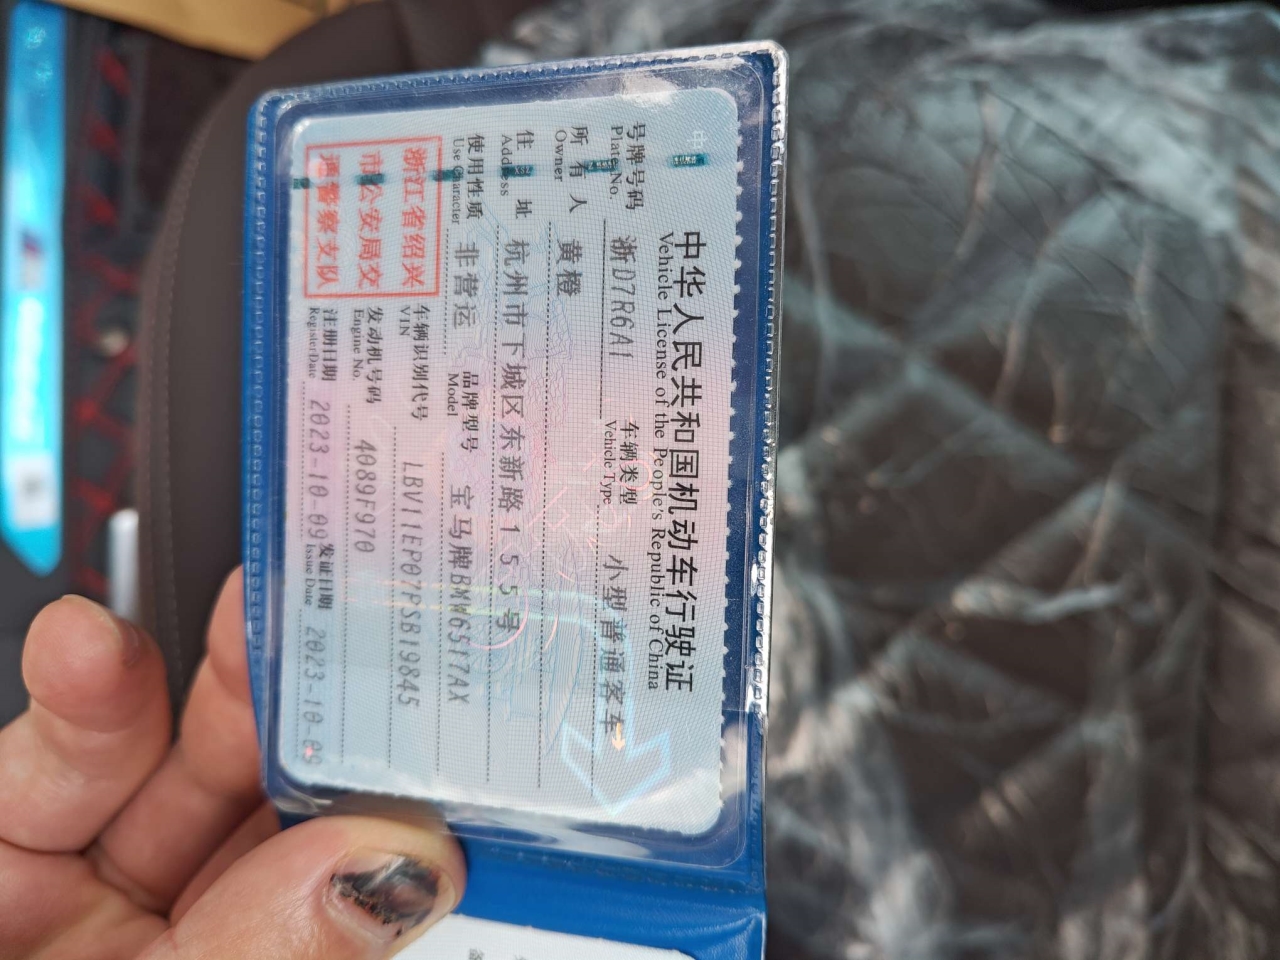 中华人民共和国机动车行驶证
Vehicle License of the People's Republic of China
号牌号码 浙D7R6A1 车辆类型 小型普通客车
Plate No. Vehicle Type
所有人 黄橙
Owner
住址 杭州市下城区东新路155号
Address
使用性质 非营运 品牌型号 宝马牌BMW6517AX
Use Character Model
浙江省绍兴
市公安局交
通警察支队
车辆识别代号 LBV11EP07PSB19845
VIN
发动机号码 4089F970
Engine No.
注册日期 2023-10-09 发证日期 2023-10-09
Register Date Issue Date